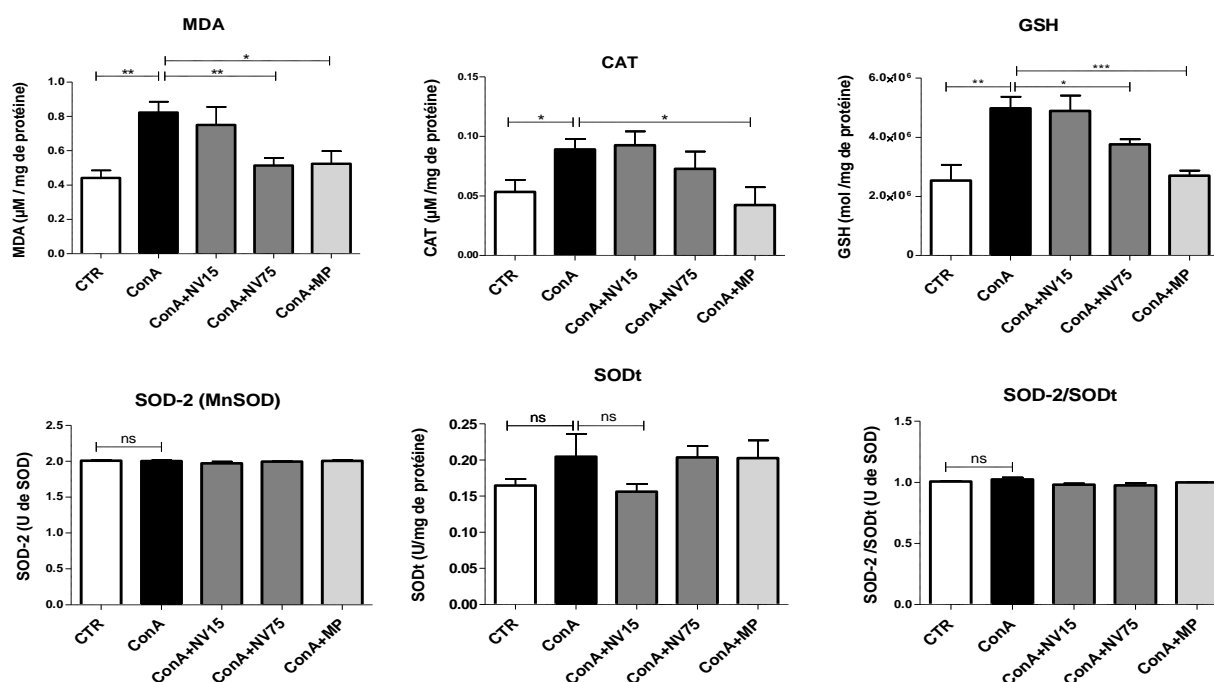 MDA
MDA (µM / mg de protéine)
1.0
0.8
0.6
0.4
0.2
0.0
**
**
*
CTR
ConA
ConA+NV15
ConA+NV75
ConA+MP
CAT
CAT (µM /mg de protéine)
0.15
0.10
0.05
0.00
*
*
CTR
ConA
ConA+NV15
ConA+NV75
ConA+MP
GSH
GSH (mol /mg de protéine)
6.0×10⁶
4.0×10⁶
2.0×10⁶
0
**
*
***
CTR
ConA
ConA+NV15
ConA+NV75
ConA+MP
SOD-2 (MnSOD)
SOD-2 (U de SOD)
2.5
2.0
1.5
1.0
0.5
0.0
ns
CTR
ConA
ConA+NV15
ConA+NV75
ConA+MP
SODt
SODt (U/mg de protéine)
0.25
0.20
0.15
0.10
0.05
0.00
ns
ns
CTR
ConA
ConA+NV15
ConA+NV75
ConA+MP
SOD-2/SODt
SOD-2 /SODt (U de SOD)
1.5
1.0
0.5
0.0
ns
CTR
ConA
ConA+NV15
ConA+NV75
ConA+MP